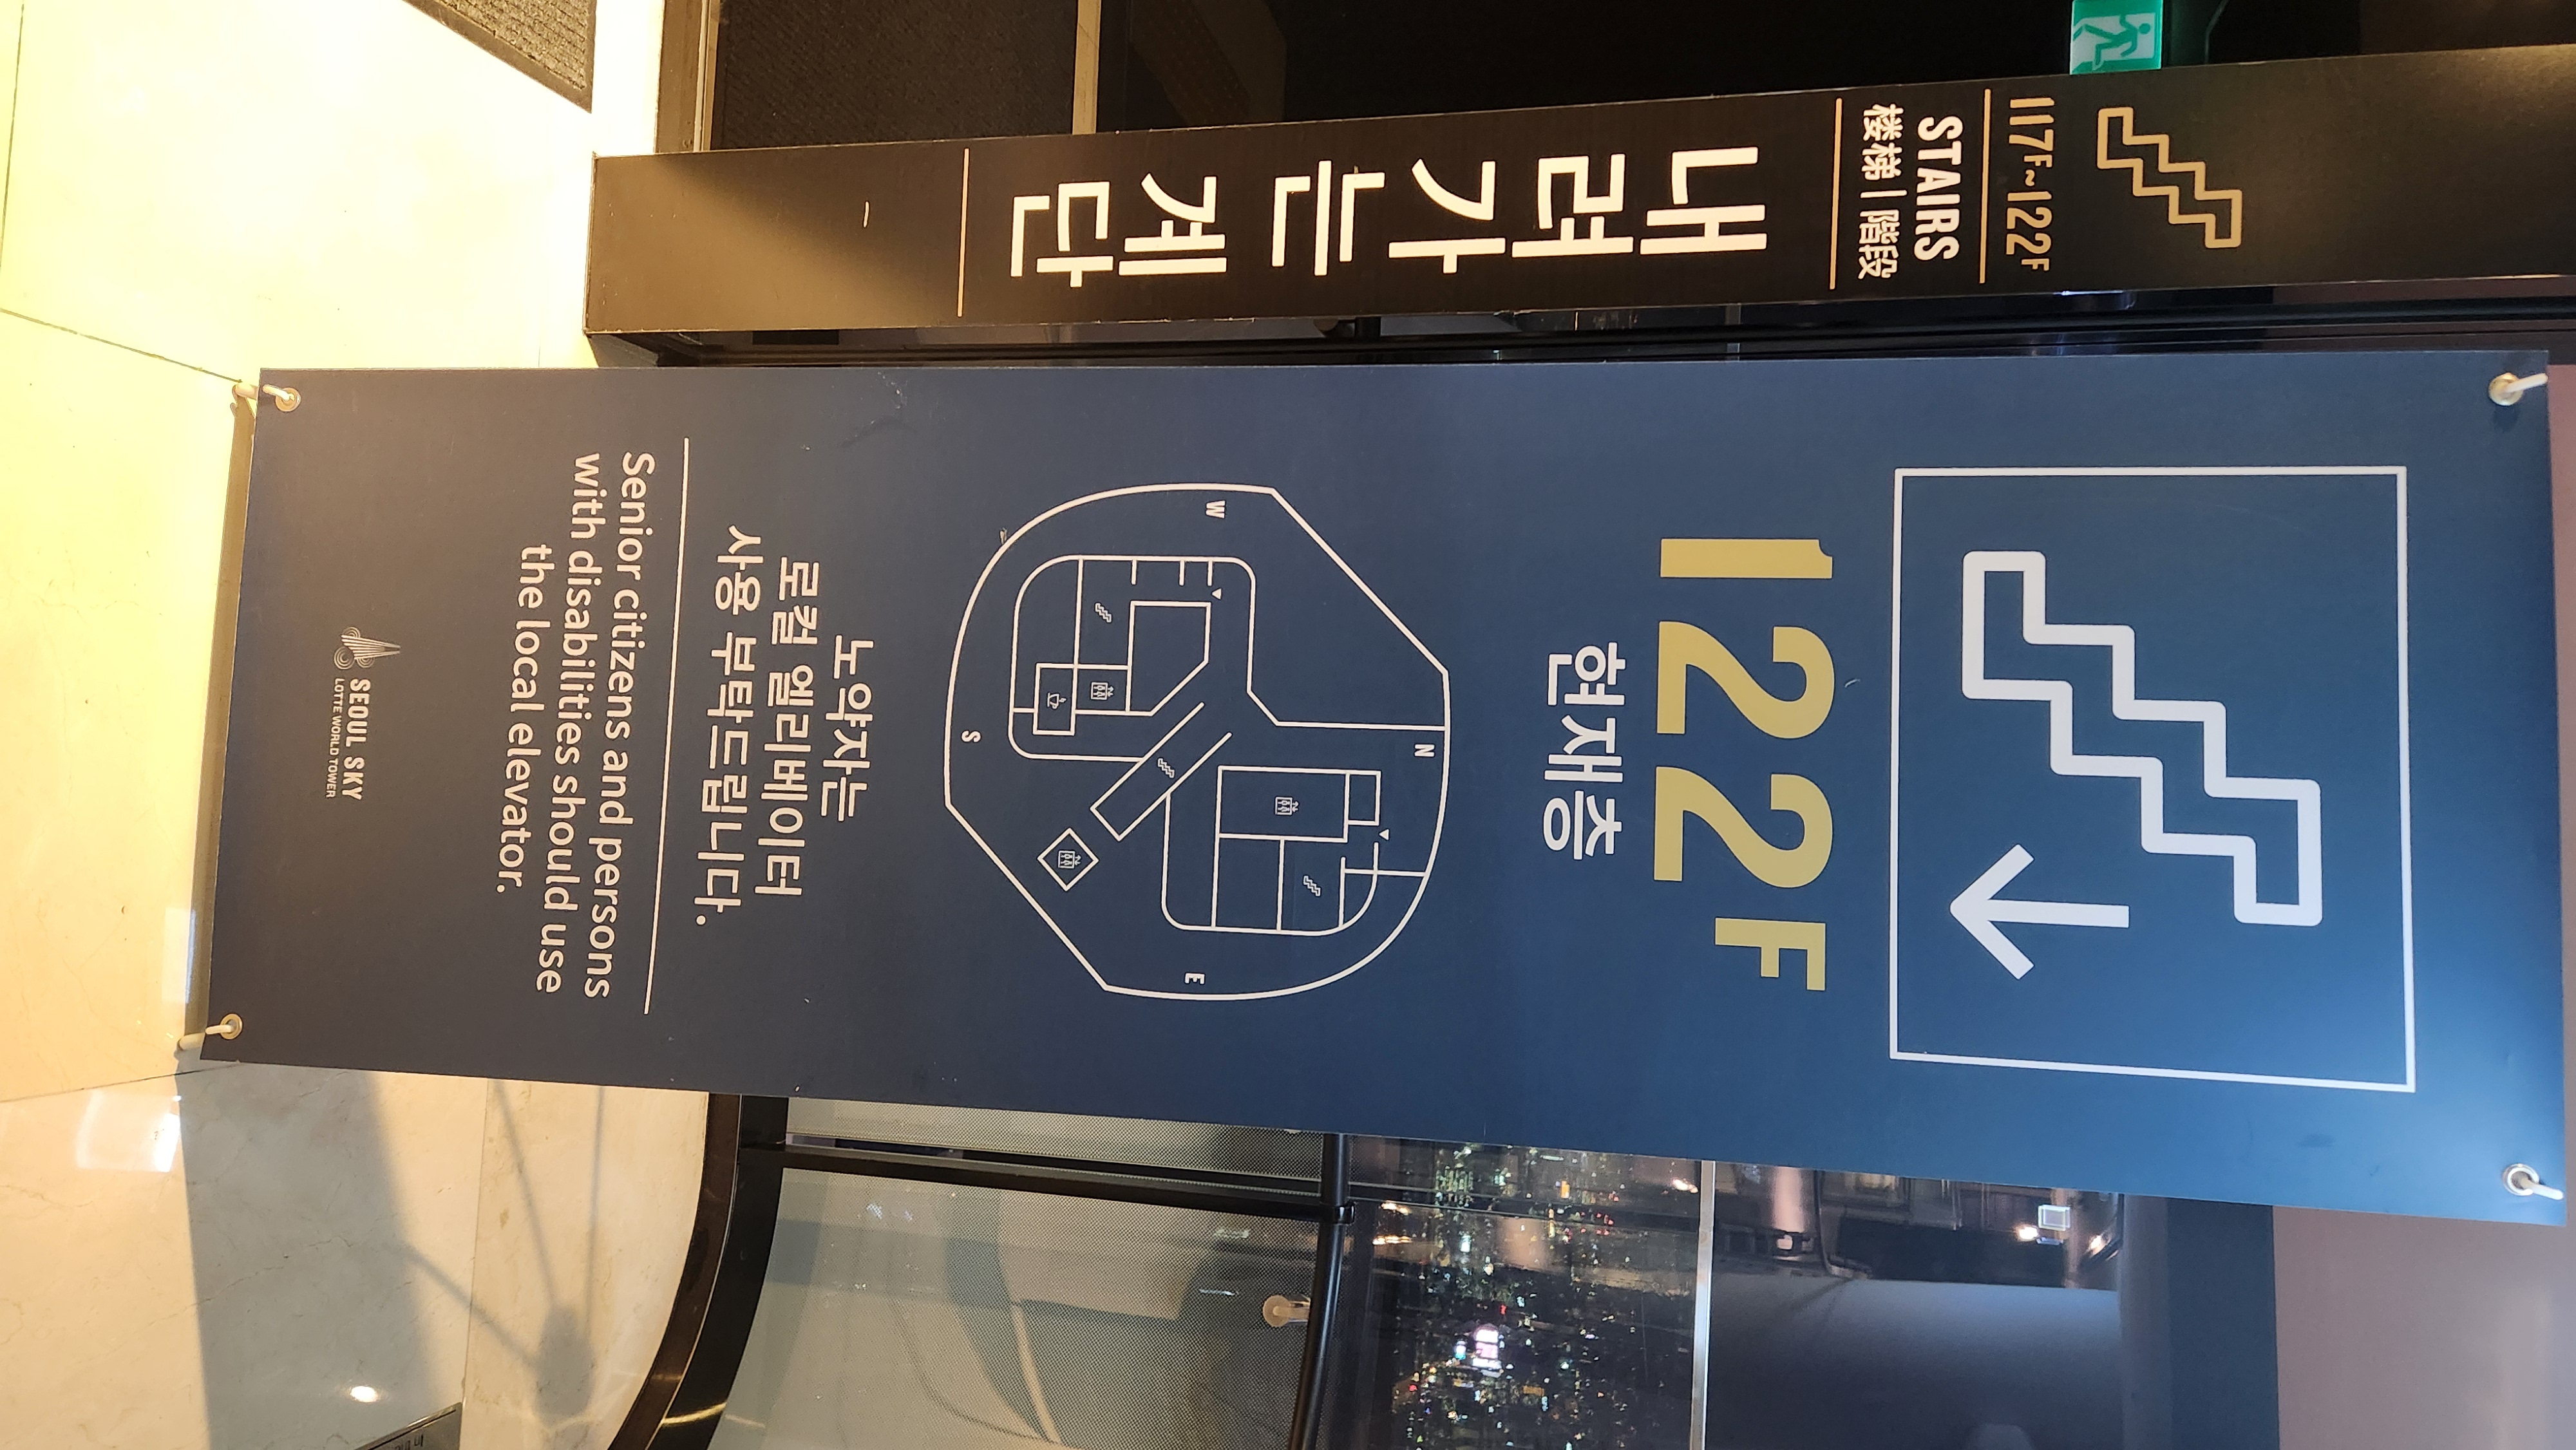 117F~122F
STAIRS
楼梯 | 階段
내려가는 계단
122F
현재층
N
W
E
S
노약자는
로컬 엘리베이터
사용 부탁드립니다.
Senior citizens and persons
with disabilities should use
the local elevator.
SEOUL SKY
LOTTE WORLD TOWER